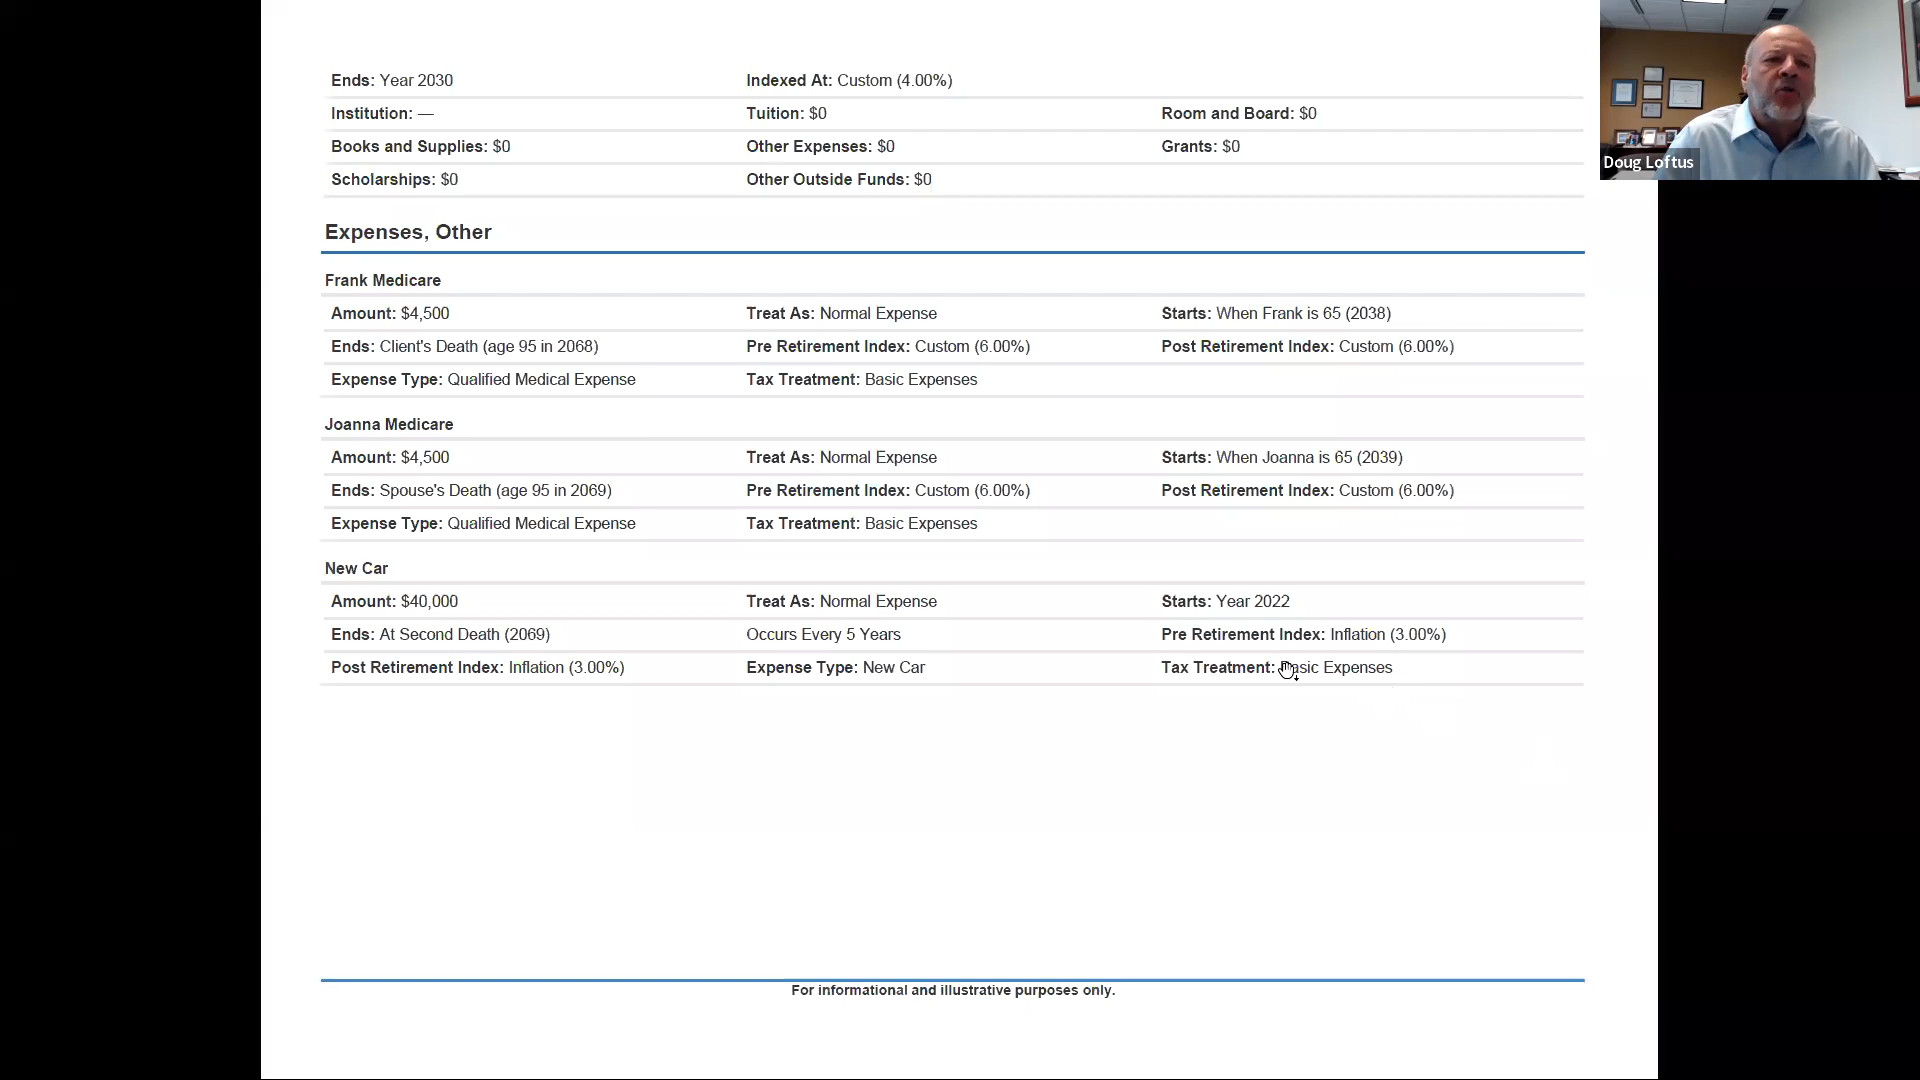 Ends: Year 2030 Indexed At: Custom (4.00%)
Institution: — Tuition: $0 Room and Board: $0
Books and Supplies: $0 Other Expenses: $0 Grants: $0
Scholarships: $0 Other Outside Funds: $0
Doug Loftus
Expenses, Other
Frank Medicare
Amount: $4,500 Treat As: Normal Expense Starts: When Frank is 65 (2038)
Ends: Client's Death (age 95 in 2068) Pre Retirement Index: Custom (6.00%) Post Retirement Index: Custom (6.00%)
Expense Type: Qualified Medical Expense Tax Treatment: Basic Expenses
Joanna Medicare
Amount: $4,500 Treat As: Normal Expense Starts: When Joanna is 65 (2039)
Ends: Spouse's Death (age 95 in 2069) Pre Retirement Index: Custom (6.00%) Post Retirement Index: Custom (6.00%)
Expense Type: Qualified Medical Expense Tax Treatment: Basic Expenses
New Car
Amount: $40,000 Treat As: Normal Expense Starts: Year 2022
Ends: At Second Death (2069) Occurs Every 5 Years Pre Retirement Index: Inflation (3.00%)
Post Retirement Index: Inflation (3.00%) Expense Type: New Car Tax Treatment: Basic Expenses
For informational and illustrative purposes only.